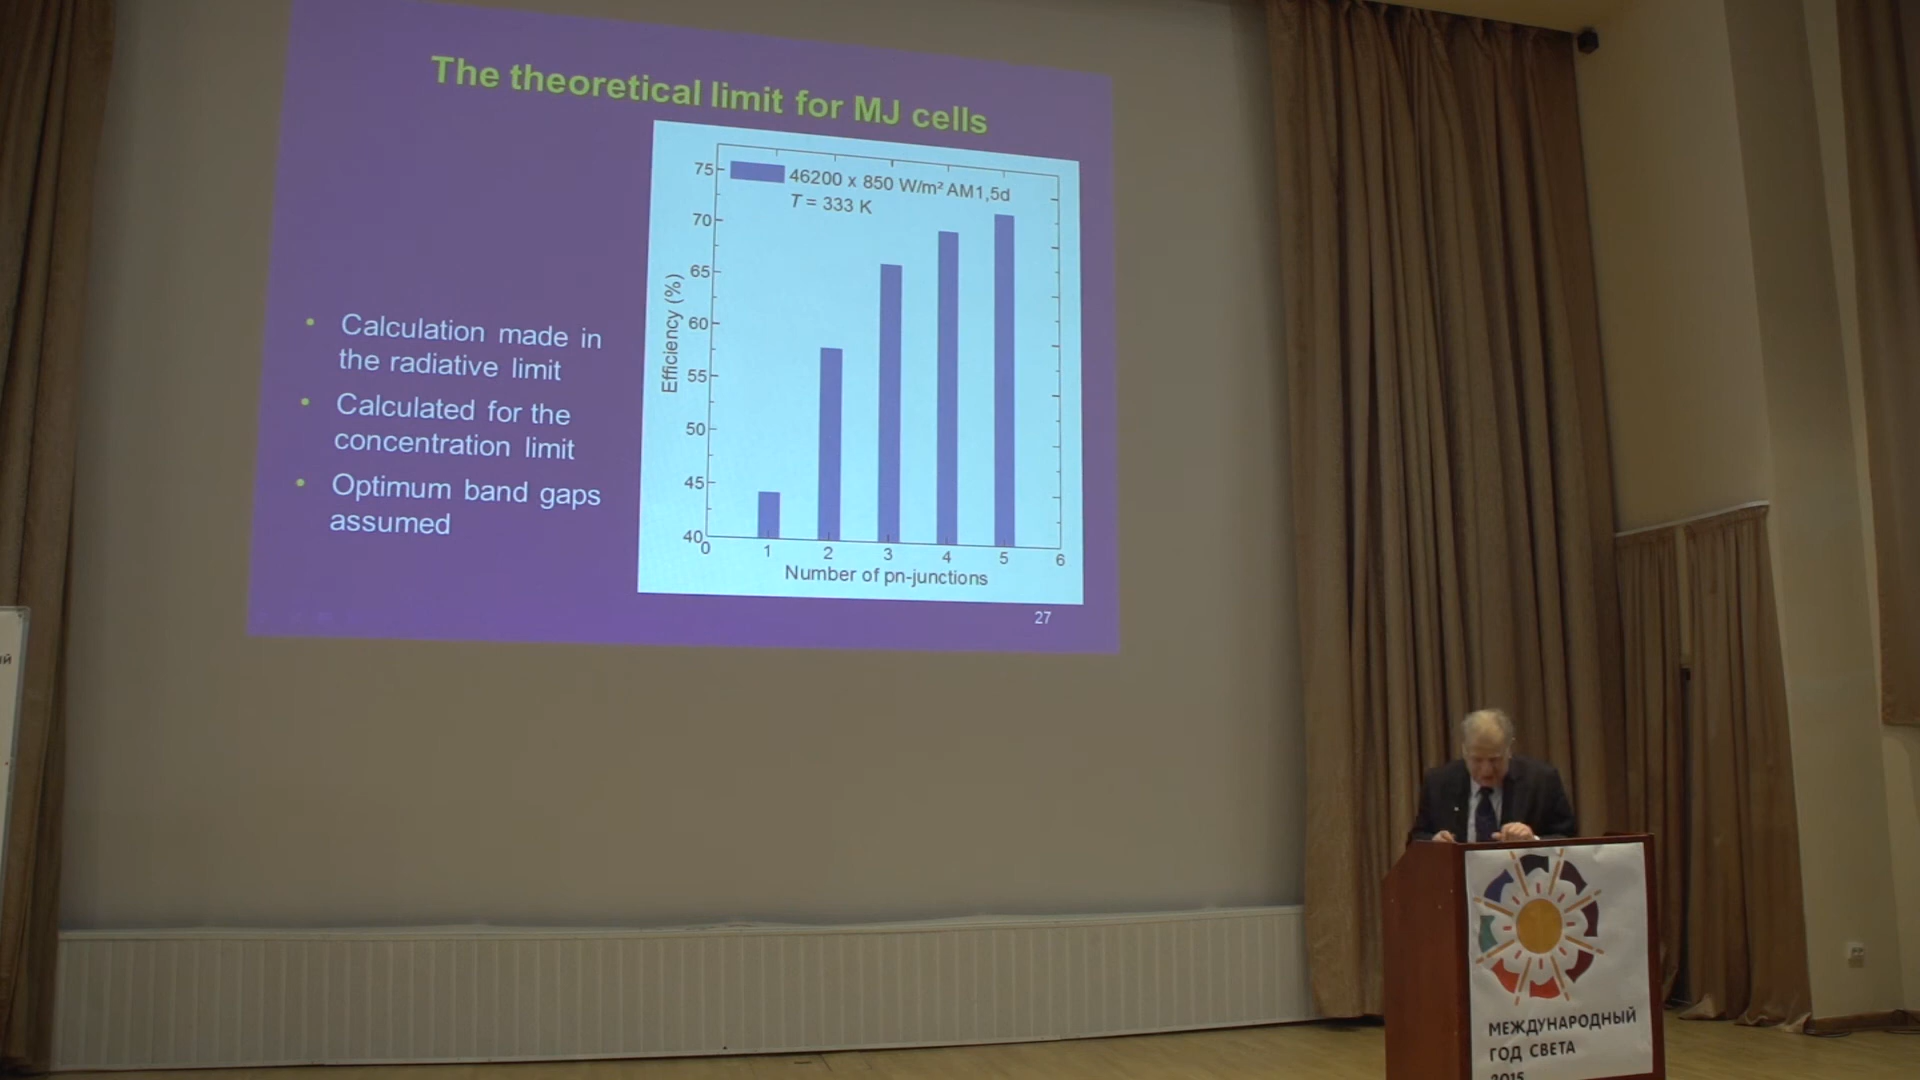 The theoretical limit for MJ cells
• Calculation made in
the radiative limit
• Calculated for the
concentration limit
• Optimum band gaps
assumed
46200 x 850 W/m² AM1,5d
T = 333 K
Efficiency (%)
75
70
65
60
55
50
45
40
0 1 2 3 4 5 6
Number of pn-junctions
27
ый
МЕЖДУНАРОДНЫЙ
ГОД СВЕТА
2015